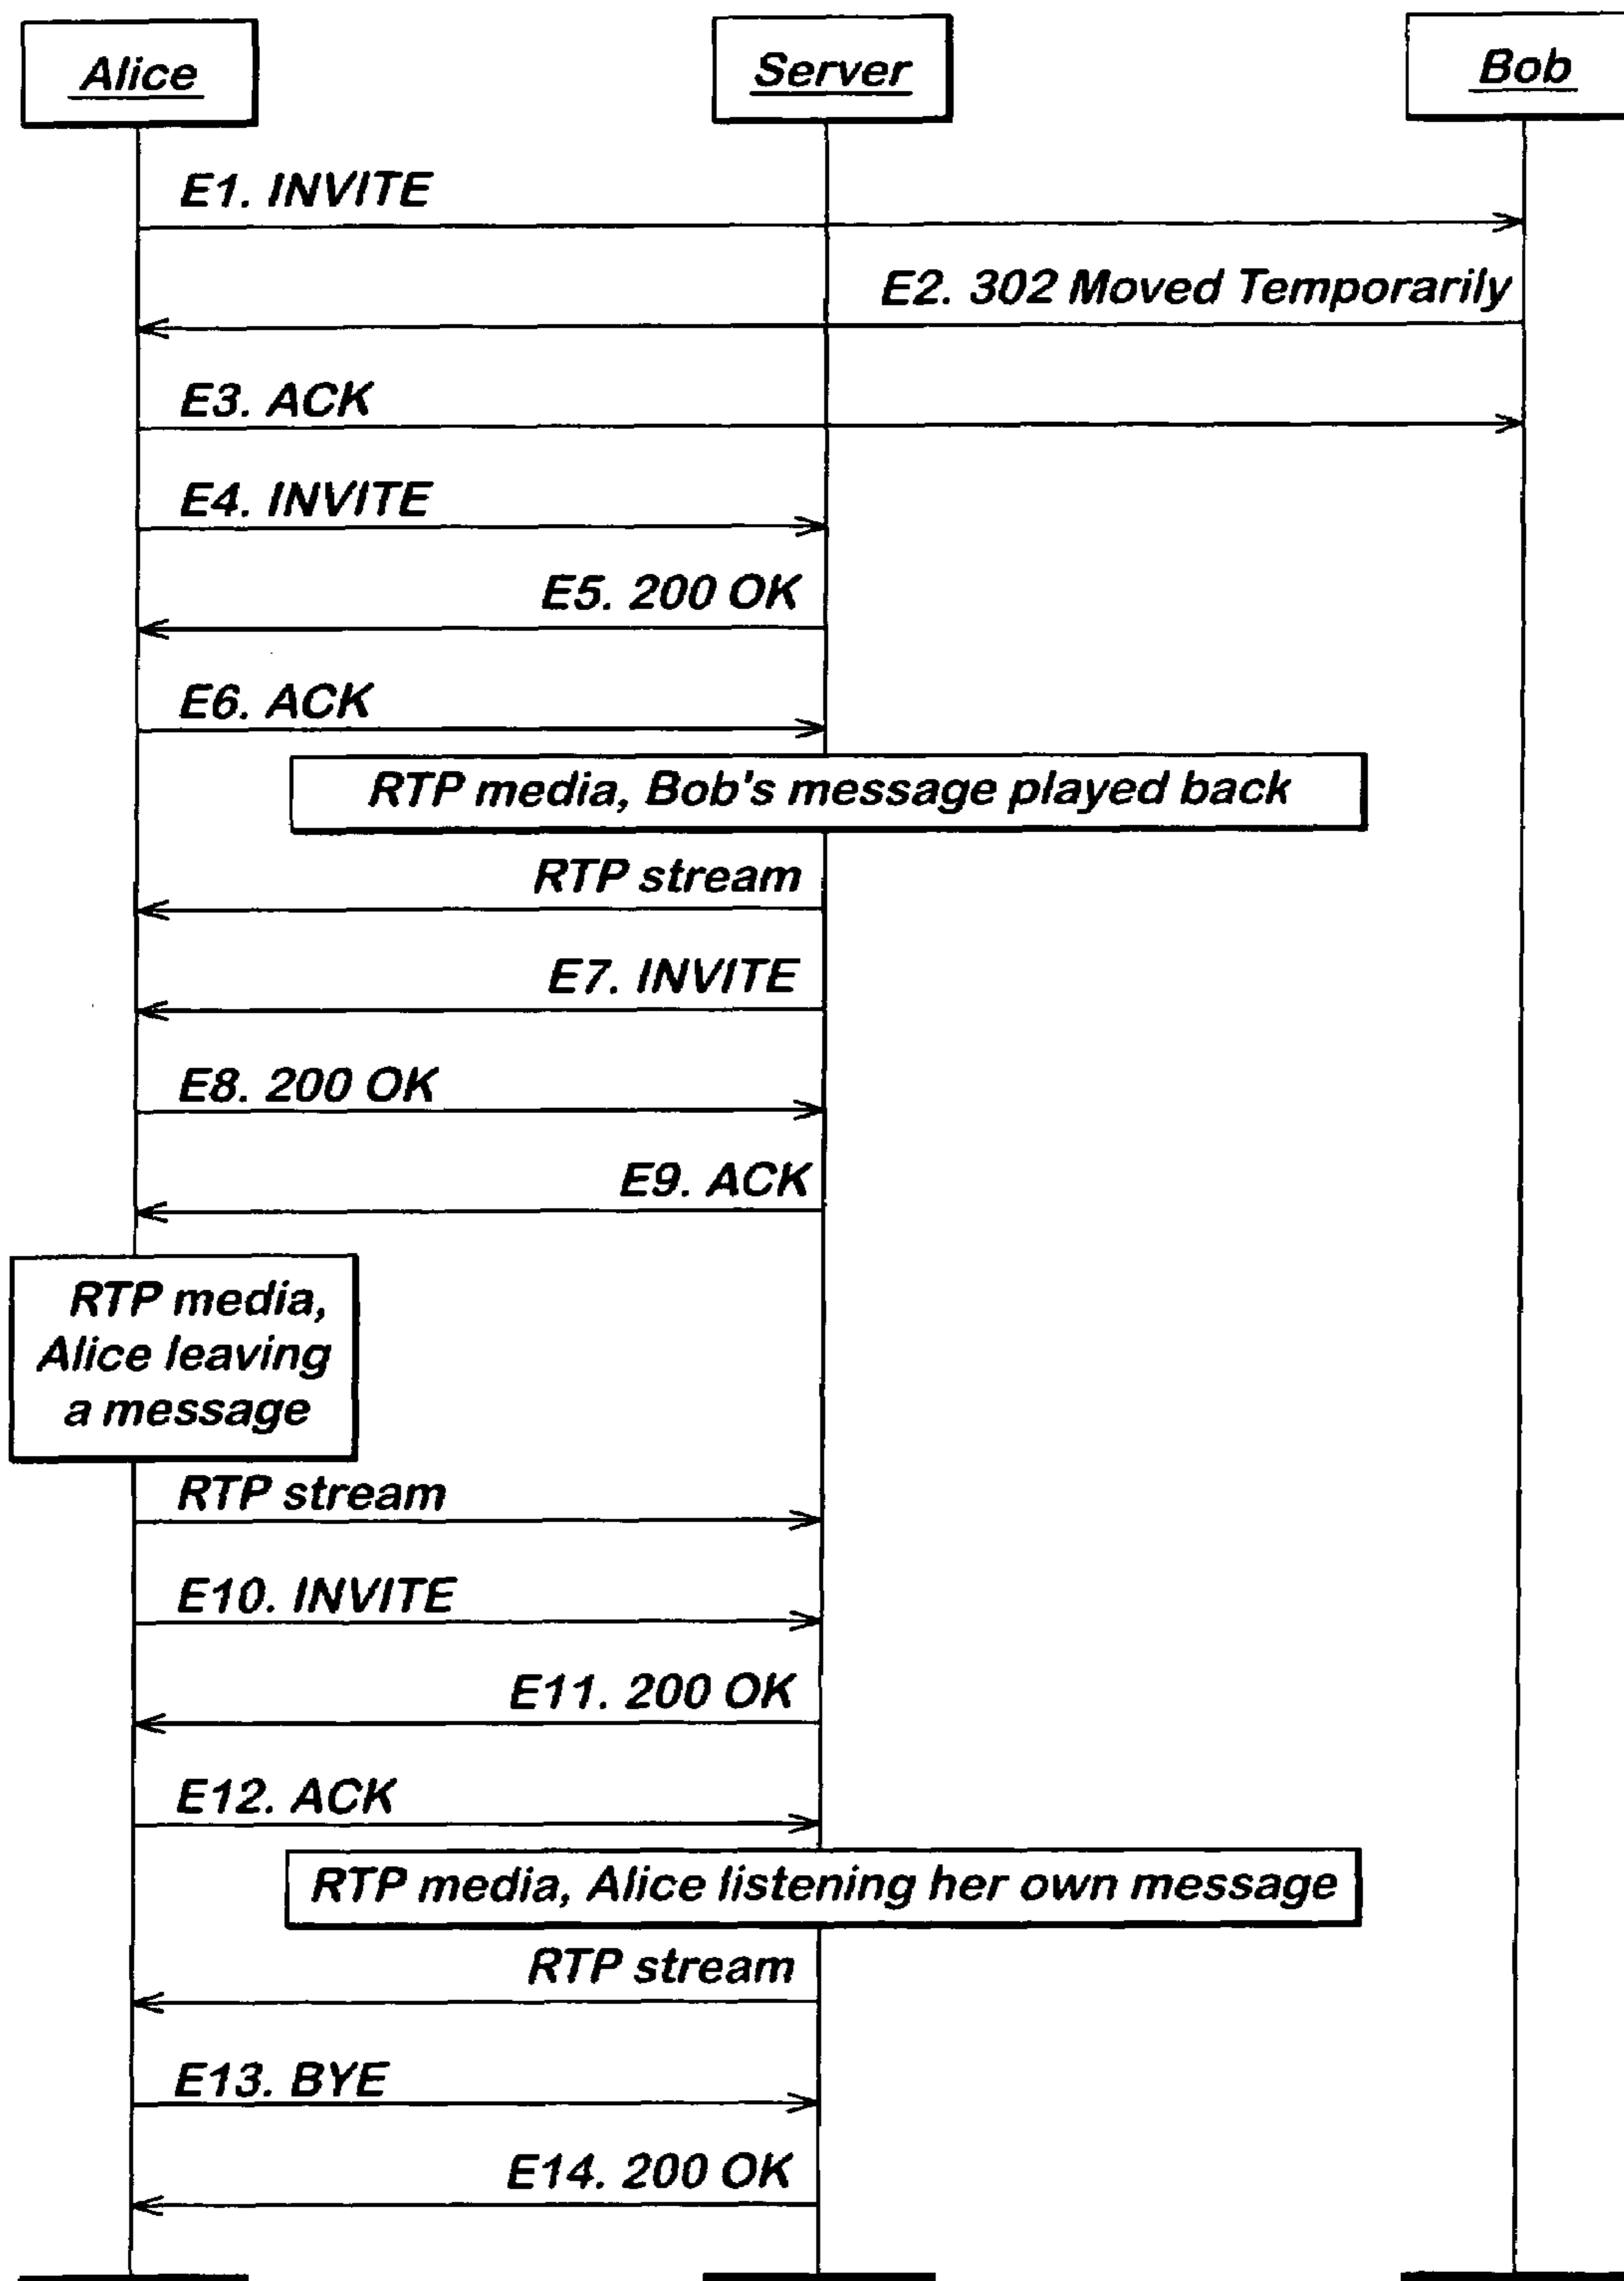 Alice
Server
Bob
E1. INVITE
E2. 302 Moved Temporarily
E3. ACK
E4. INVITE
E5. 200 OK
E6. ACK
RTP media, Bob's message played back
RTP stream
E7. INVITE
E8. 200 OK
E9. ACK
RTP media,
Alice leaving
a message
RTP stream
E10. INVITE
E11. 200 OK
E12. ACK
RTP media, Alice listening her own message
RTP stream
E13. BYE
E14. 200 OK